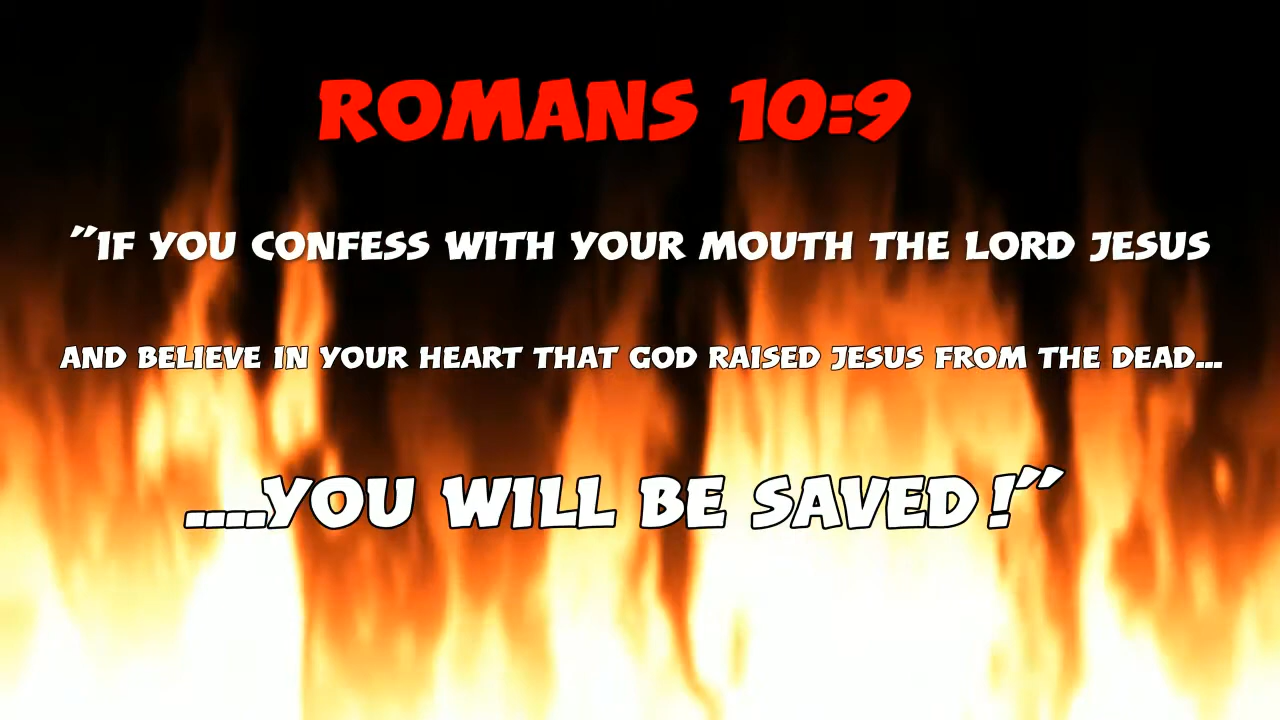 ROMANS 10:9
"IF YOU CONFESS WITH YOUR MOUTH THE LORD JESUS
AND BELIEVE IN YOUR HEART THAT GOD RAISED JESUS FROM THE DEAD...
....YOU WILL BE SAVED!"